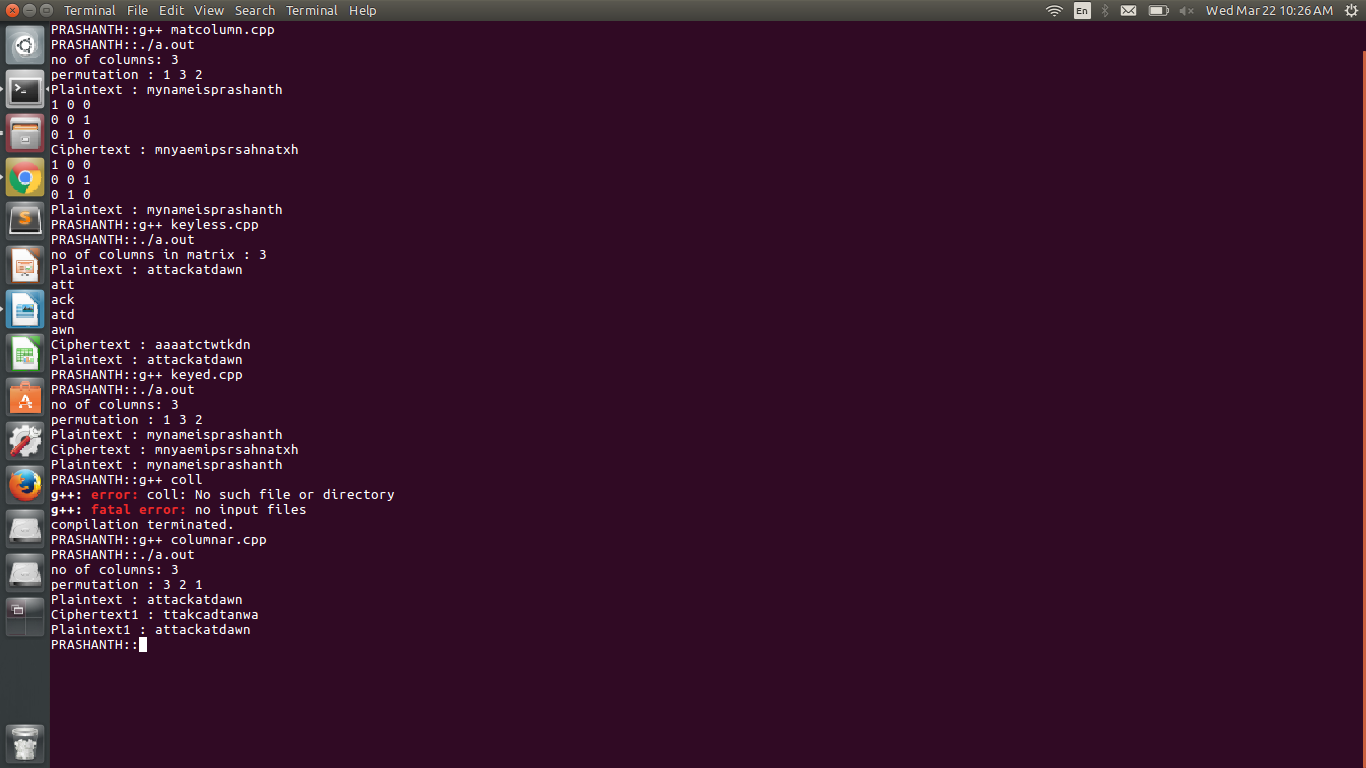 Terminal File Edit View Search Terminal Help En Wed Mar 22 10:26 AM
PRASHANTH::g++ matcolumn.cpp
PRASHANTH::./a.out
no of columns: 3
permutation : 1 3 2
Plaintext : mynameisprashanth
1 0 0
0 0 1
0 1 0
Ciphertext : mnyaemipsrsahnatxh
1 0 0
0 0 1
0 1 0
Plaintext : mynameisprashanth
PRASHANTH::g++ keyless.cpp
PRASHANTH::./a.out
no of columns in matrix : 3
Plaintext : attackatdawn
att
ack
atd
awn
Ciphertext : aaaatctwtkdn
Plaintext : attackatdawn
PRASHANTH::g++ keyed.cpp
PRASHANTH::./a.out
no of columns: 3
permutation : 1 3 2
Plaintext : mynameisprashanth
Ciphertext : mnyaemipsrsahnatxh
Plaintext : mynameisprashanth
PRASHANTH::g++ coll
g++: error: coll: No such file or directory
g++: fatal error: no input files
compilation terminated.
PRASHANTH::g++ columnar.cpp
PRASHANTH::./a.out
no of columns: 3
permutation : 3 2 1
Plaintext : attackatdawn
Ciphertext1 : ttakcadtanwa
Plaintext1 : attackatdawn
PRASHANTH::